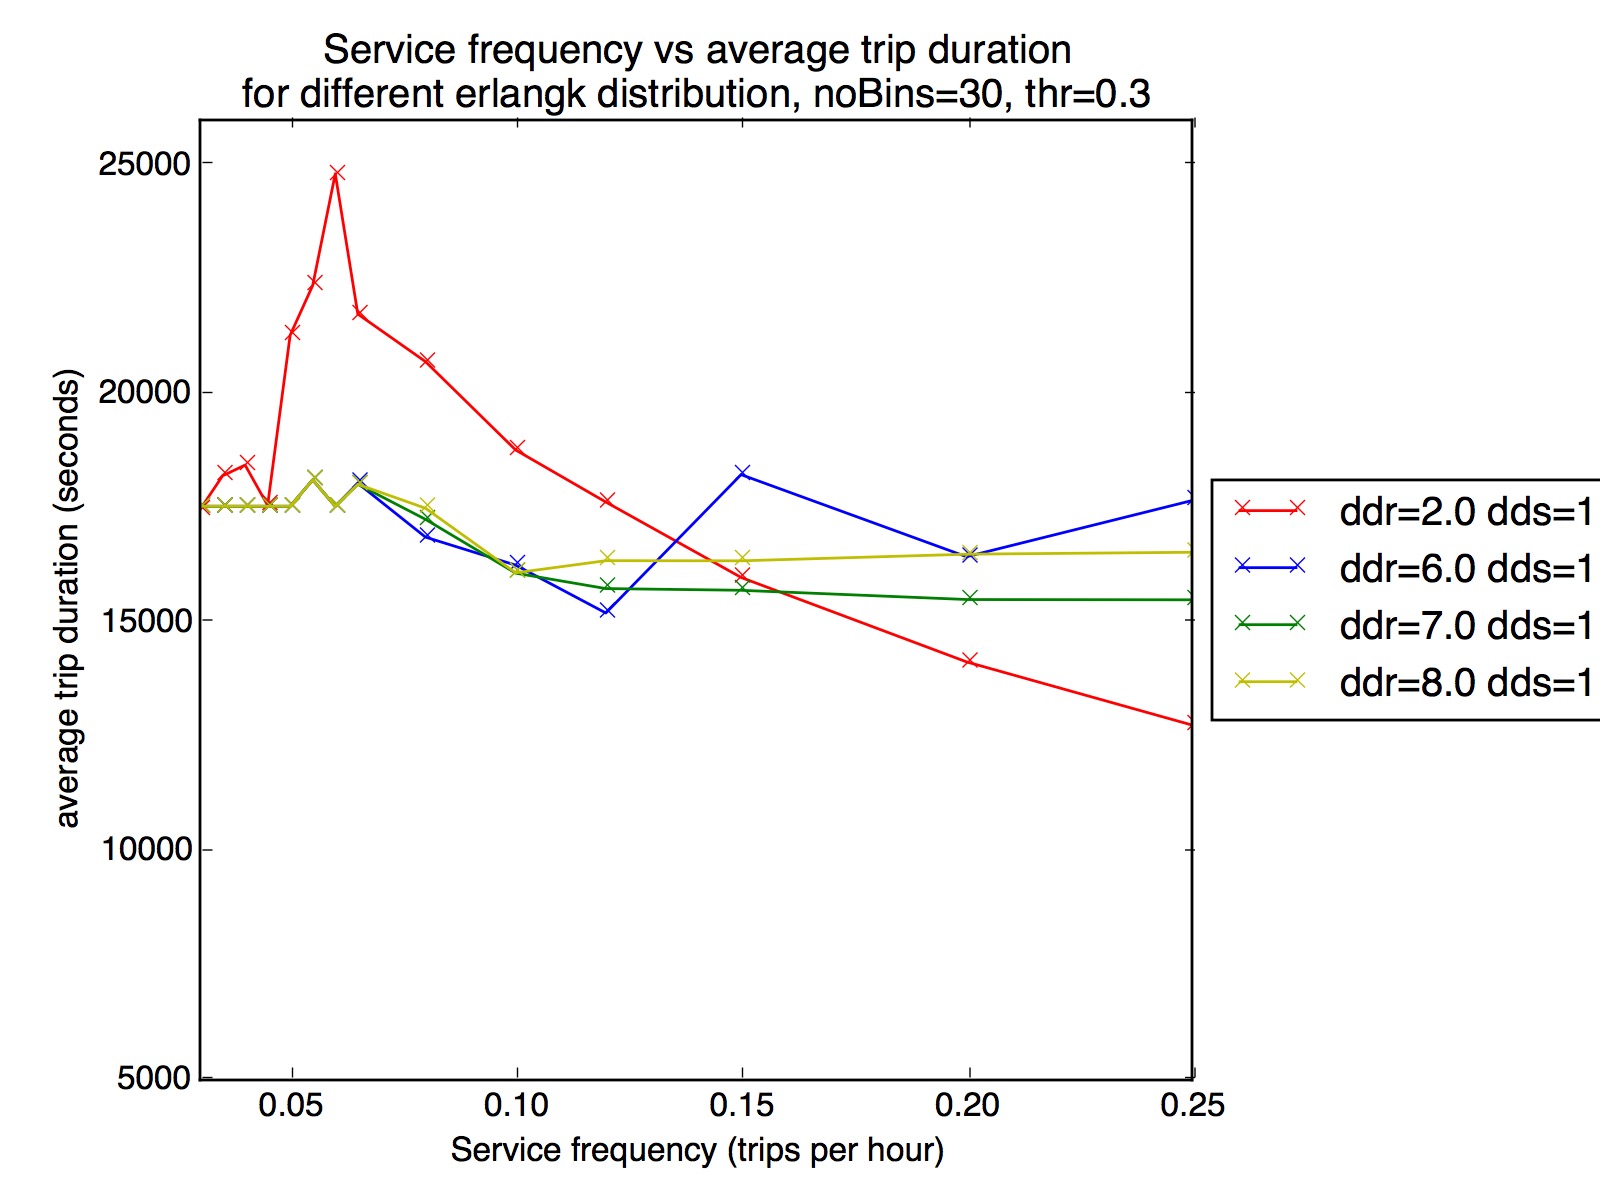 Service frequency vs average trip duration
for different erlangk distribution, noBins=30, thr=0.3
25000
20000
15000
10000
5000
average trip duration (seconds)
0.05 0.10 0.15 0.20 0.25
Service frequency (trips per hour)
ddr=2.0 dds=1
ddr=6.0 dds=1
ddr=7.0 dds=1
ddr=8.0 dds=1